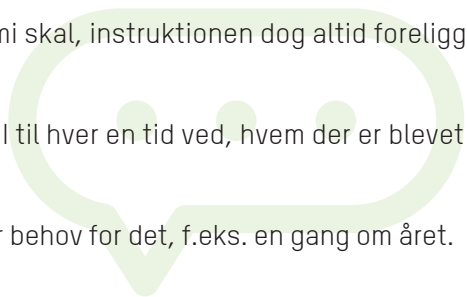 mi skal, instruktionen dog altid foreligg
I til hver en tid ved, hvem der er blevet
r behov for det, f.eks. en gang om året.